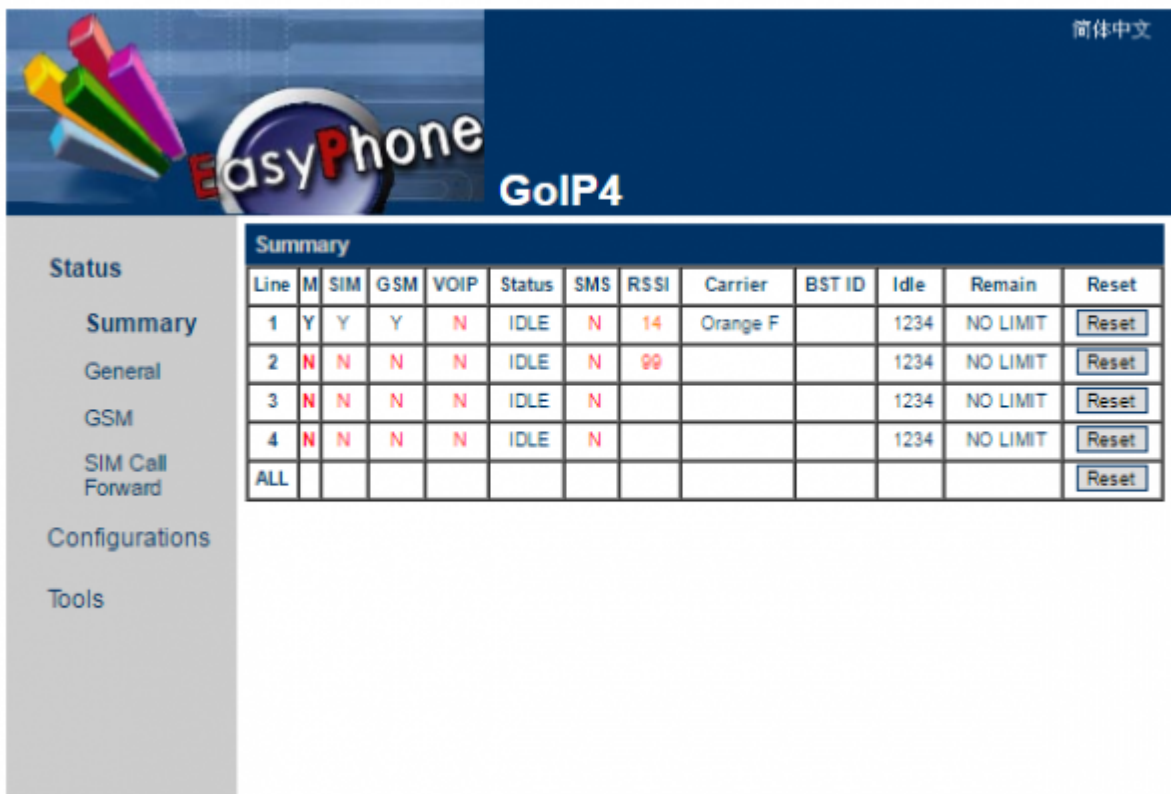 简体中文
EasyPhone
GoIP4
Status
Summary
General
GSM
SIM Call
Forward
Configurations
Tools
Summary
Line M SIM GSM VOIP Status SMS RSSI Carrier BST ID Idle Remain Reset
1 Y Y Y N IDLE N 14 Orange F 1234 NO LIMIT Reset
2 N N N N IDLE N 99 1234 NO LIMIT Reset
3 N N N N IDLE N 1234 NO LIMIT Reset
4 N N N N IDLE N 1234 NO LIMIT Reset
ALL Reset